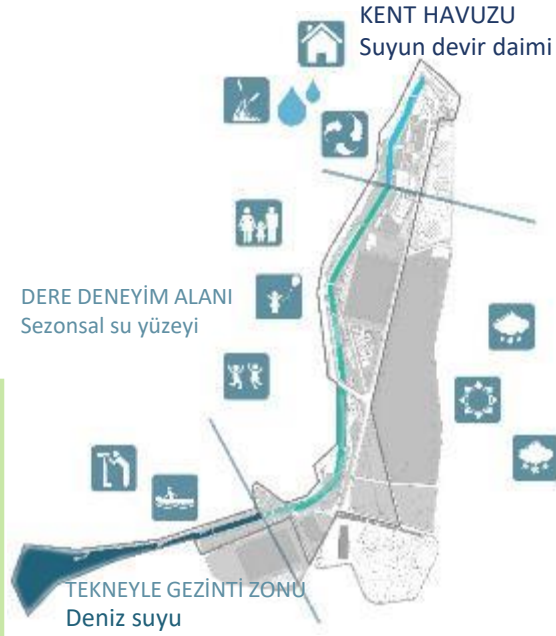 KENT HAVUZU
Suyun devir daimi
DERE DENEYİM ALANI
Sezonsal su yüzeyi
TEKNEYLE GEZİNTİ ZONU
Deniz suyu